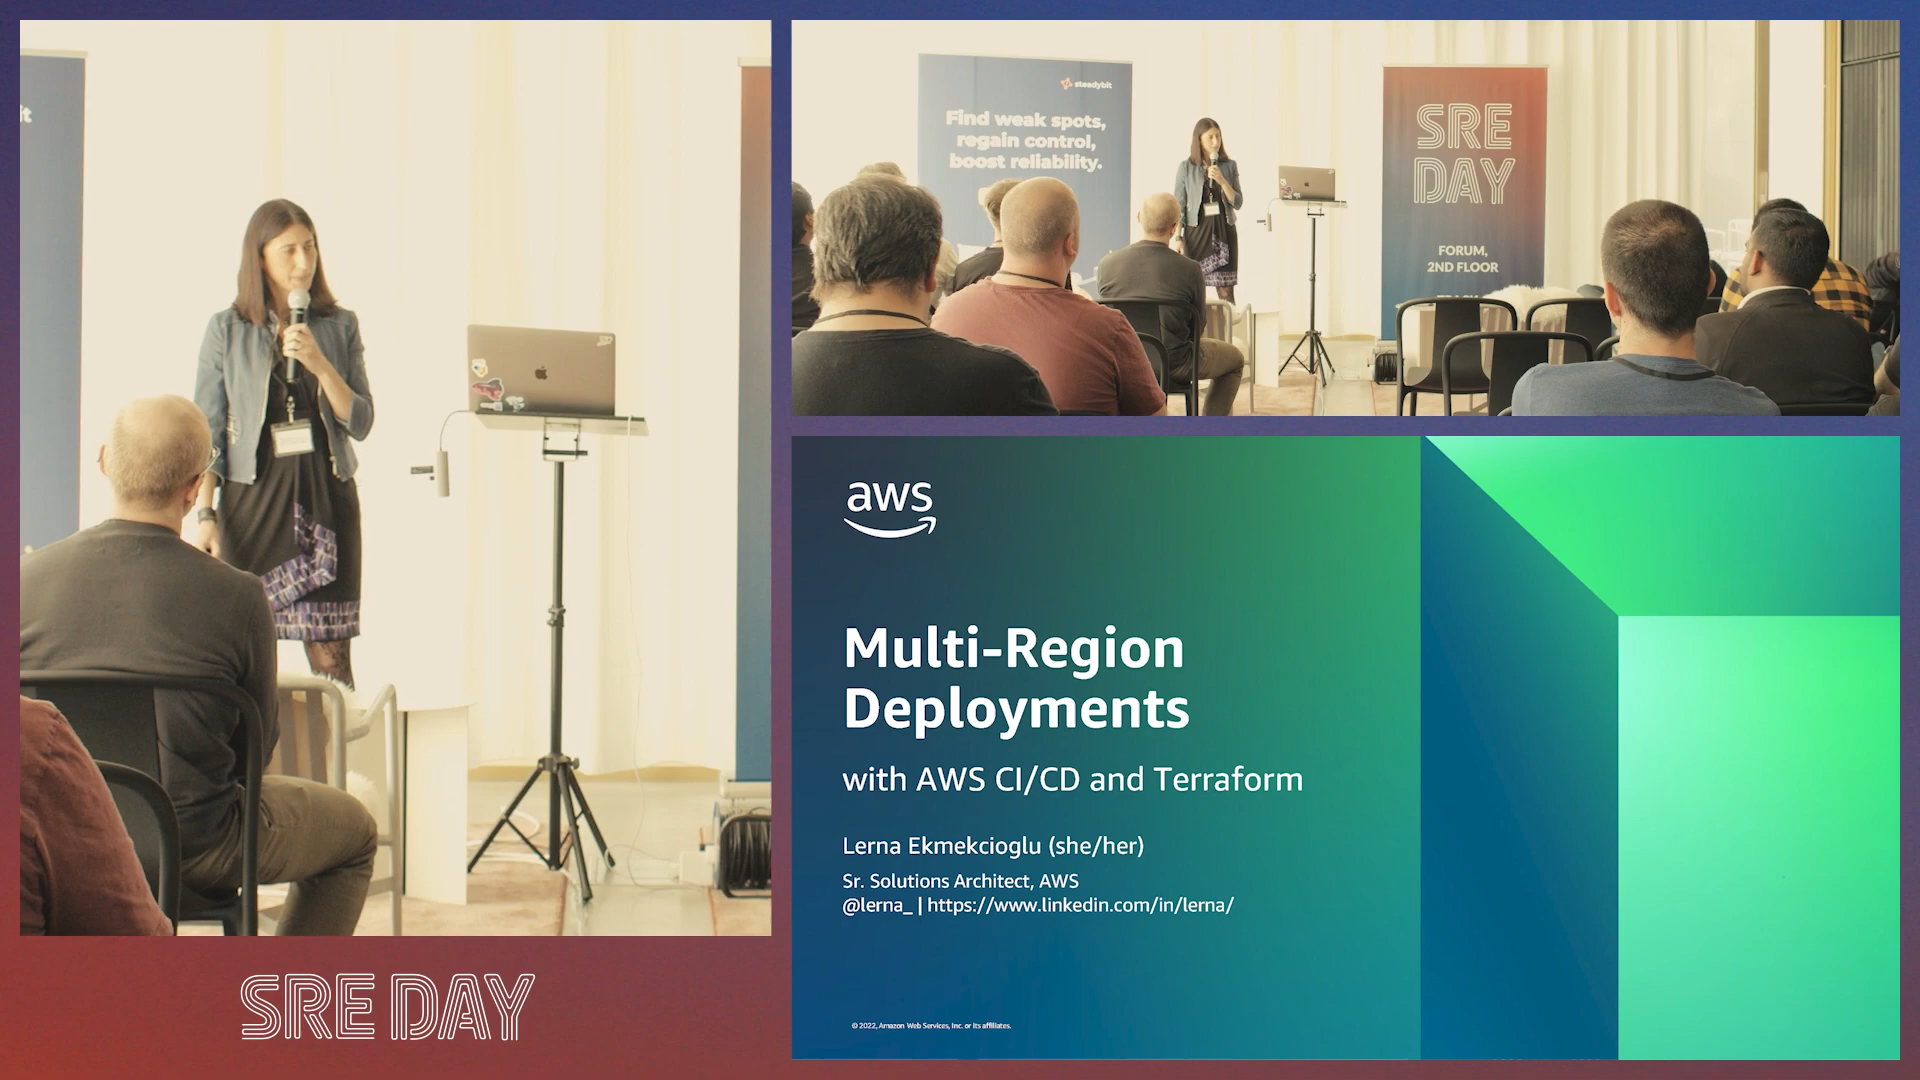 steadybit
Find weak spots,
regain control,
boost reliability.
SRE
DAY
FORUM,
2ND FLOOR
aws
Multi-Region
Deployments
with AWS CI/CD and Terraform
Lerna Ekmekcioglu (she/her)
Sr. Solutions Architect, AWS
@lerna_ | https://www.linkedin.com/in/lerna/
© 2022, Amazon Web Services, Inc. or its affiliates.
SRE DAY